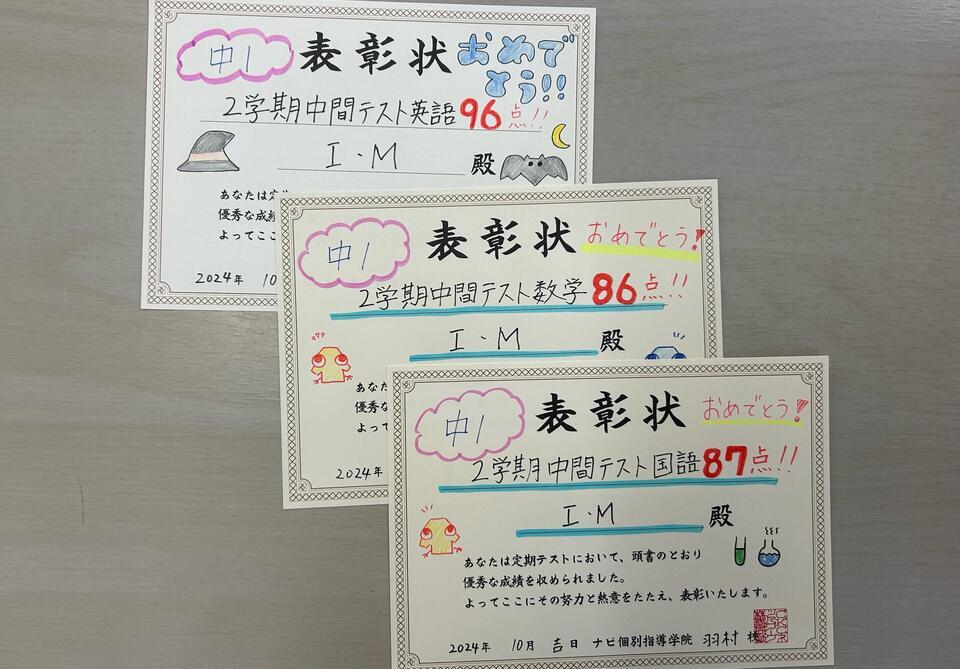 中1 表彰状 おめでとう!!
2学期中間テスト英語96点!!
I・M 殿
あなたは定
優秀な成績
よってここ
2024年 10
中1 表彰状 おめでとう!
2学期中間テスト数学86点!!
I・M 殿
あなた
優秀な
よって
2024年
中1 表彰状 おめでとう!
2学期中間テスト国語87点!!
I・M 殿
あなたは定期テストにおいて、頭書のとおり
優秀な成績を収められました。
よってここにその努力と熱意をたたえ、表彰いたします。
2024年 10月 吉日 ナビ個別指導学院 羽村校